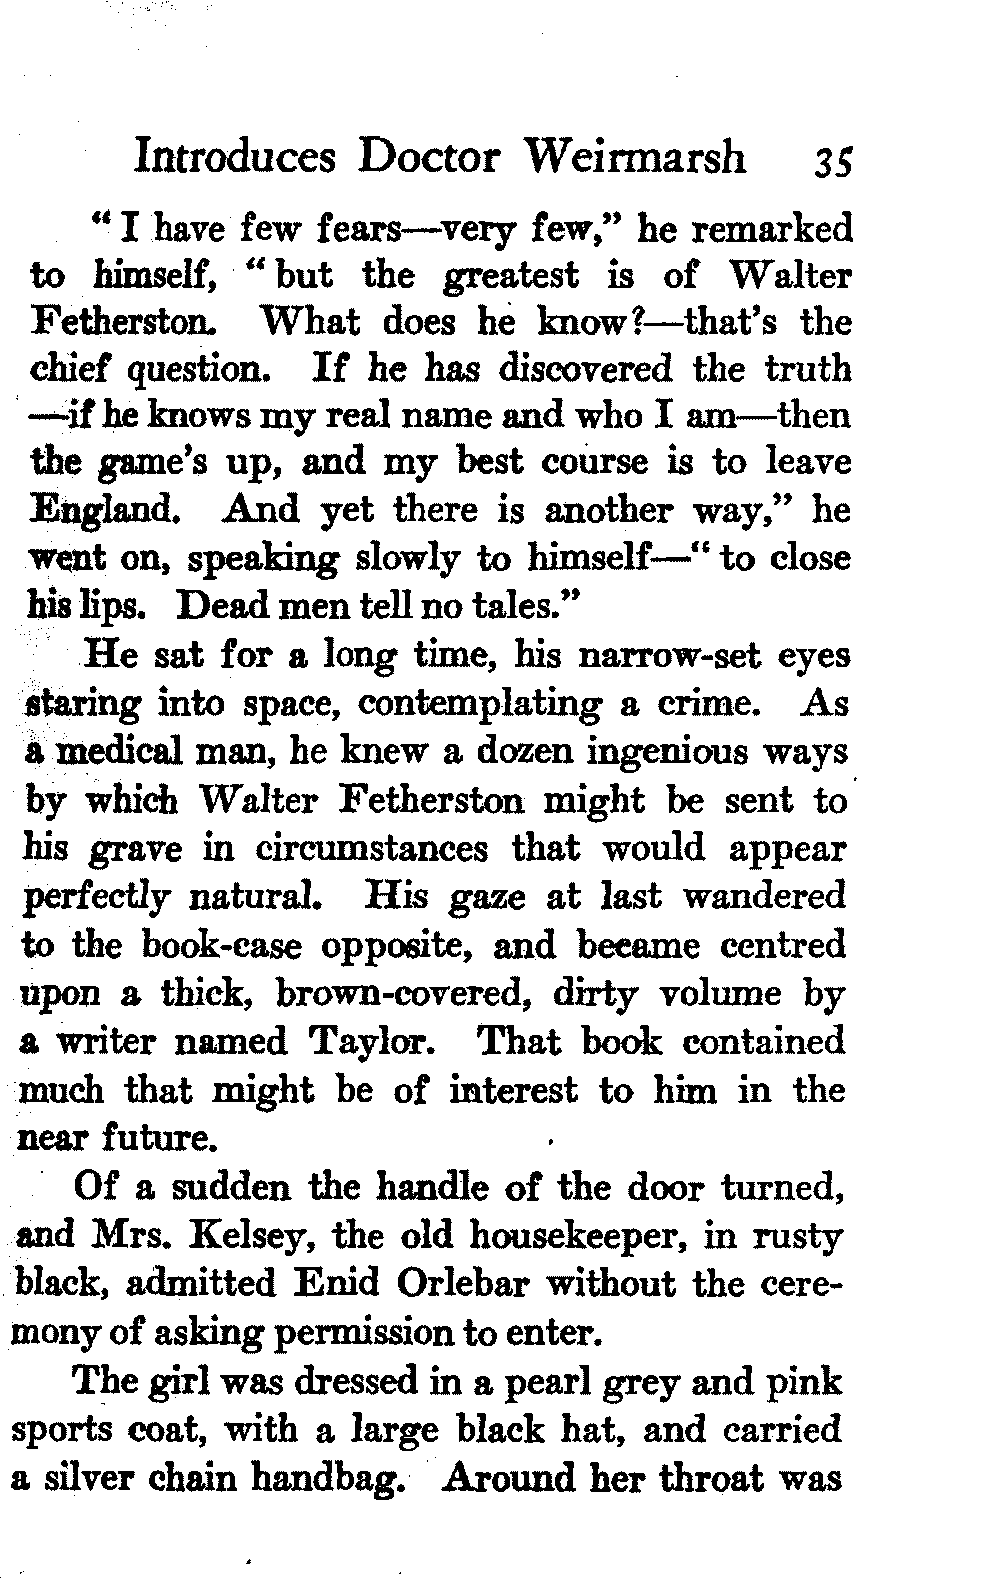 Introduces Doctor Weirmarsh 35
"I have few fears—very few," he remarked
to himself, "but the greatest is of Walter
Fetherston. What does he know?—that's the
chief question. If he has discovered the truth
—if he knows my real name and who I am—then
the game's up, and my best course is to leave
England. And yet there is another way," he
went on, speaking slowly to himself—"to close
his lips. Dead men tell no tales."
He sat for a long time, his narrow-set eyes
staring into space, contemplating a crime. As
a medical man, he knew a dozen ingenious ways
by which Walter Fetherston might be sent to
his grave in circumstances that would appear
perfectly natural. His gaze at last wandered
to the book-case opposite, and became centred
upon a thick, brown-covered, dirty volume by
a writer named Taylor. That book contained
much that might be of interest to him in the
near future.
Of a sudden the handle of the door turned,
and Mrs. Kelsey, the old housekeeper, in rusty
black, admitted Enid Orlebar without the cere-
mony of asking permission to enter.
The girl was dressed in a pearl grey and pink
sports coat, with a large black hat, and carried
a silver chain handbag. Around her throat was